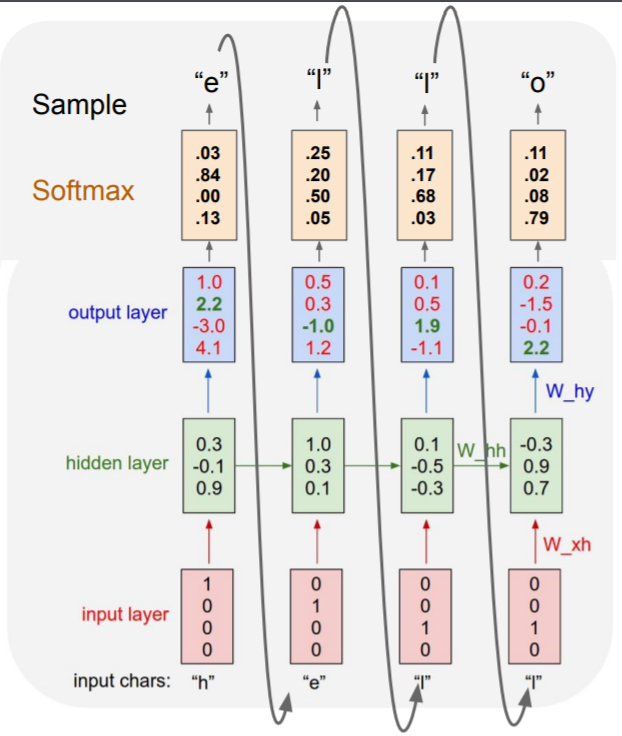 “e” “l” “l” “o”
Sample
.03 .25 .11 .11
.84 .20 .17 .02
.00 .50 .68 .08
.13 .05 .03 .79
Softmax
1.0 0.5 0.1 0.2
2.2 0.3 0.5 -1.5
-3.0 -1.0 1.9 -0.1
4.1 1.2 -1.1 2.2
output layer
W_hy
0.3 1.0 0.1 -0.3
-0.1 0.3 -0.5 0.9
0.9 0.1 -0.3 0.7
hidden layer
W_hh
W_xh
1 0 0 0
0 1 0 0
0 0 1 1
0 0 0 0
input layer
input chars: “h” “e” “l” “l”